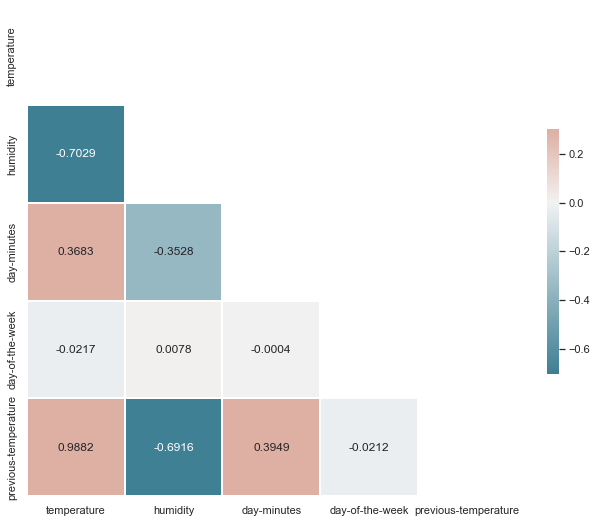 temperature
humidity
-0.7029
day-minutes
0.3683 -0.3528
day-of-the-week
-0.0217 0.0078 -0.0004
previous-temperature
0.9882 -0.6916 0.3949 -0.0212
temperature humidity day-minutes day-of-the-week previous-temperature
0.2
0.0
−0.2
−0.4
−0.6